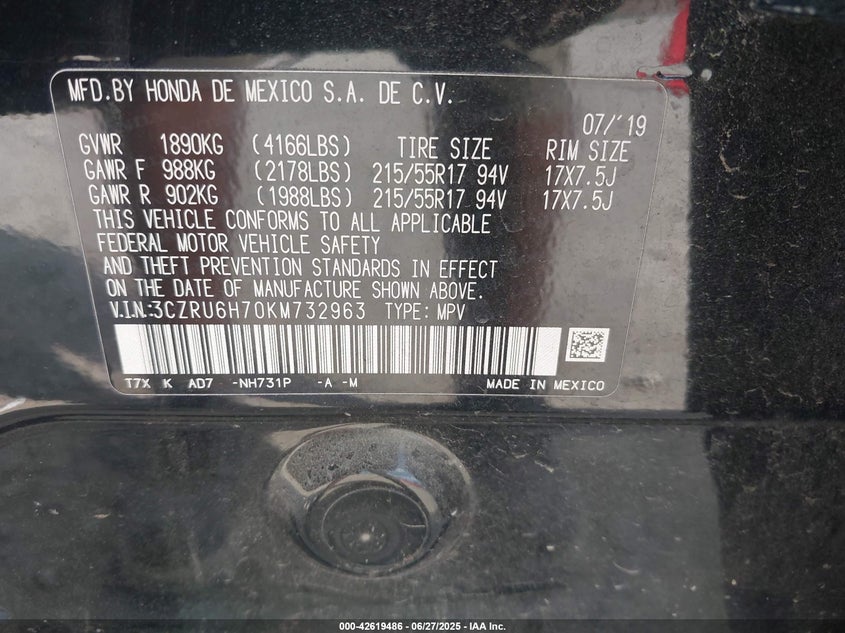 MFD.BY HONDA DE MEXICO S.A. DE C.V.
07/'19
GVWR 1890KG (4166LBS) TIRE SIZE RIM SIZE
GAWR F 988KG (2178LBS) 215/55R17 94V 17X7.5J
GAWR R 902KG (1988LBS) 215/55R17 94V 17X7.5J
THIS VEHICLE CONFORMS TO ALL APPLICABLE
FEDERAL MOTOR VEHICLE SAFETY
AND THEFT PREVENTION STANDARDS IN EFFECT
ON THE DATE OF MANUFACTURE SHOWN ABOVE.
V.I.N.:3CZRU6H70KM732963 TYPE: MPV
T7X K AD7 -NH731P -A -M MADE IN MEXICO
000-42619486 - 06/27/2025 - IAA Inc.